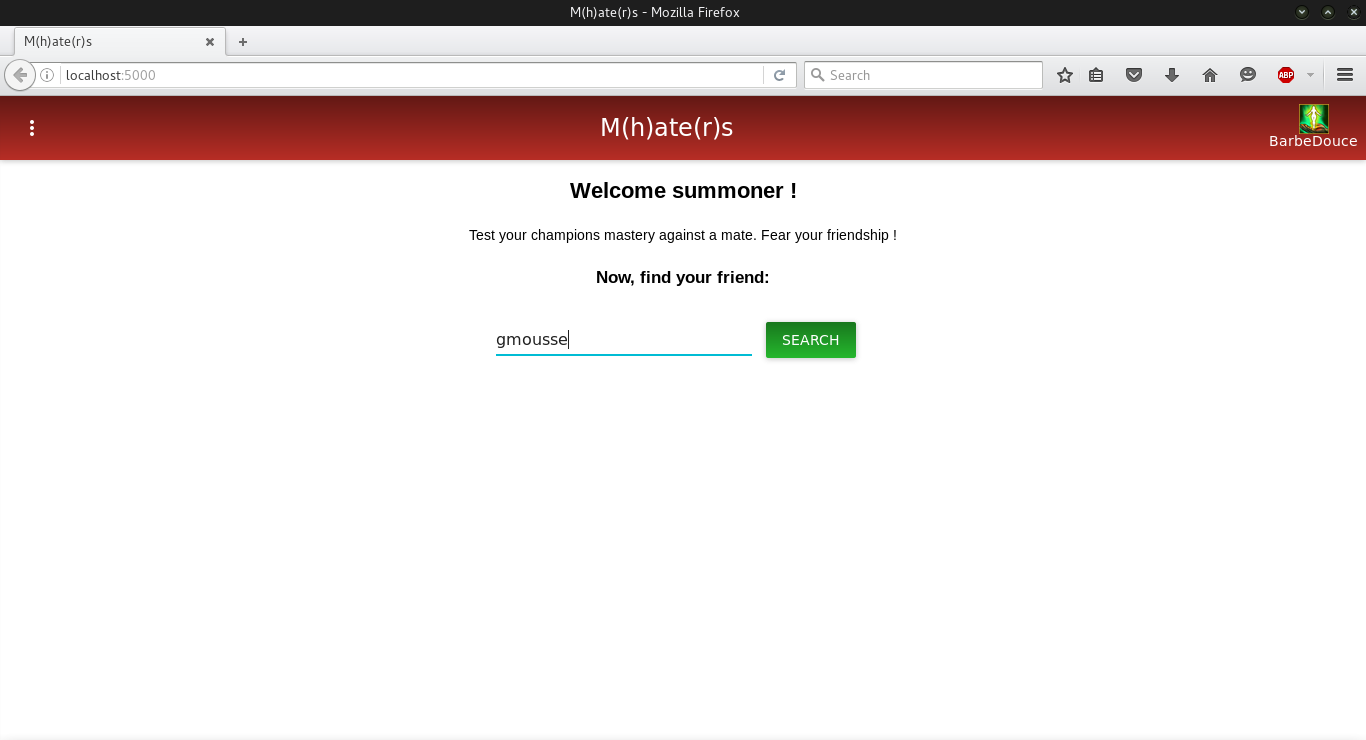 M(h)ate(r)s - Mozilla Firefox
M(h)ate(r)s
localhost:5000
Search
ABP
M(h)ate(r)s
BarbeDouce
Welcome summoner !
Test your champions mastery against a mate. Fear your friendship !
Now, find your friend:
gmousse
SEARCH